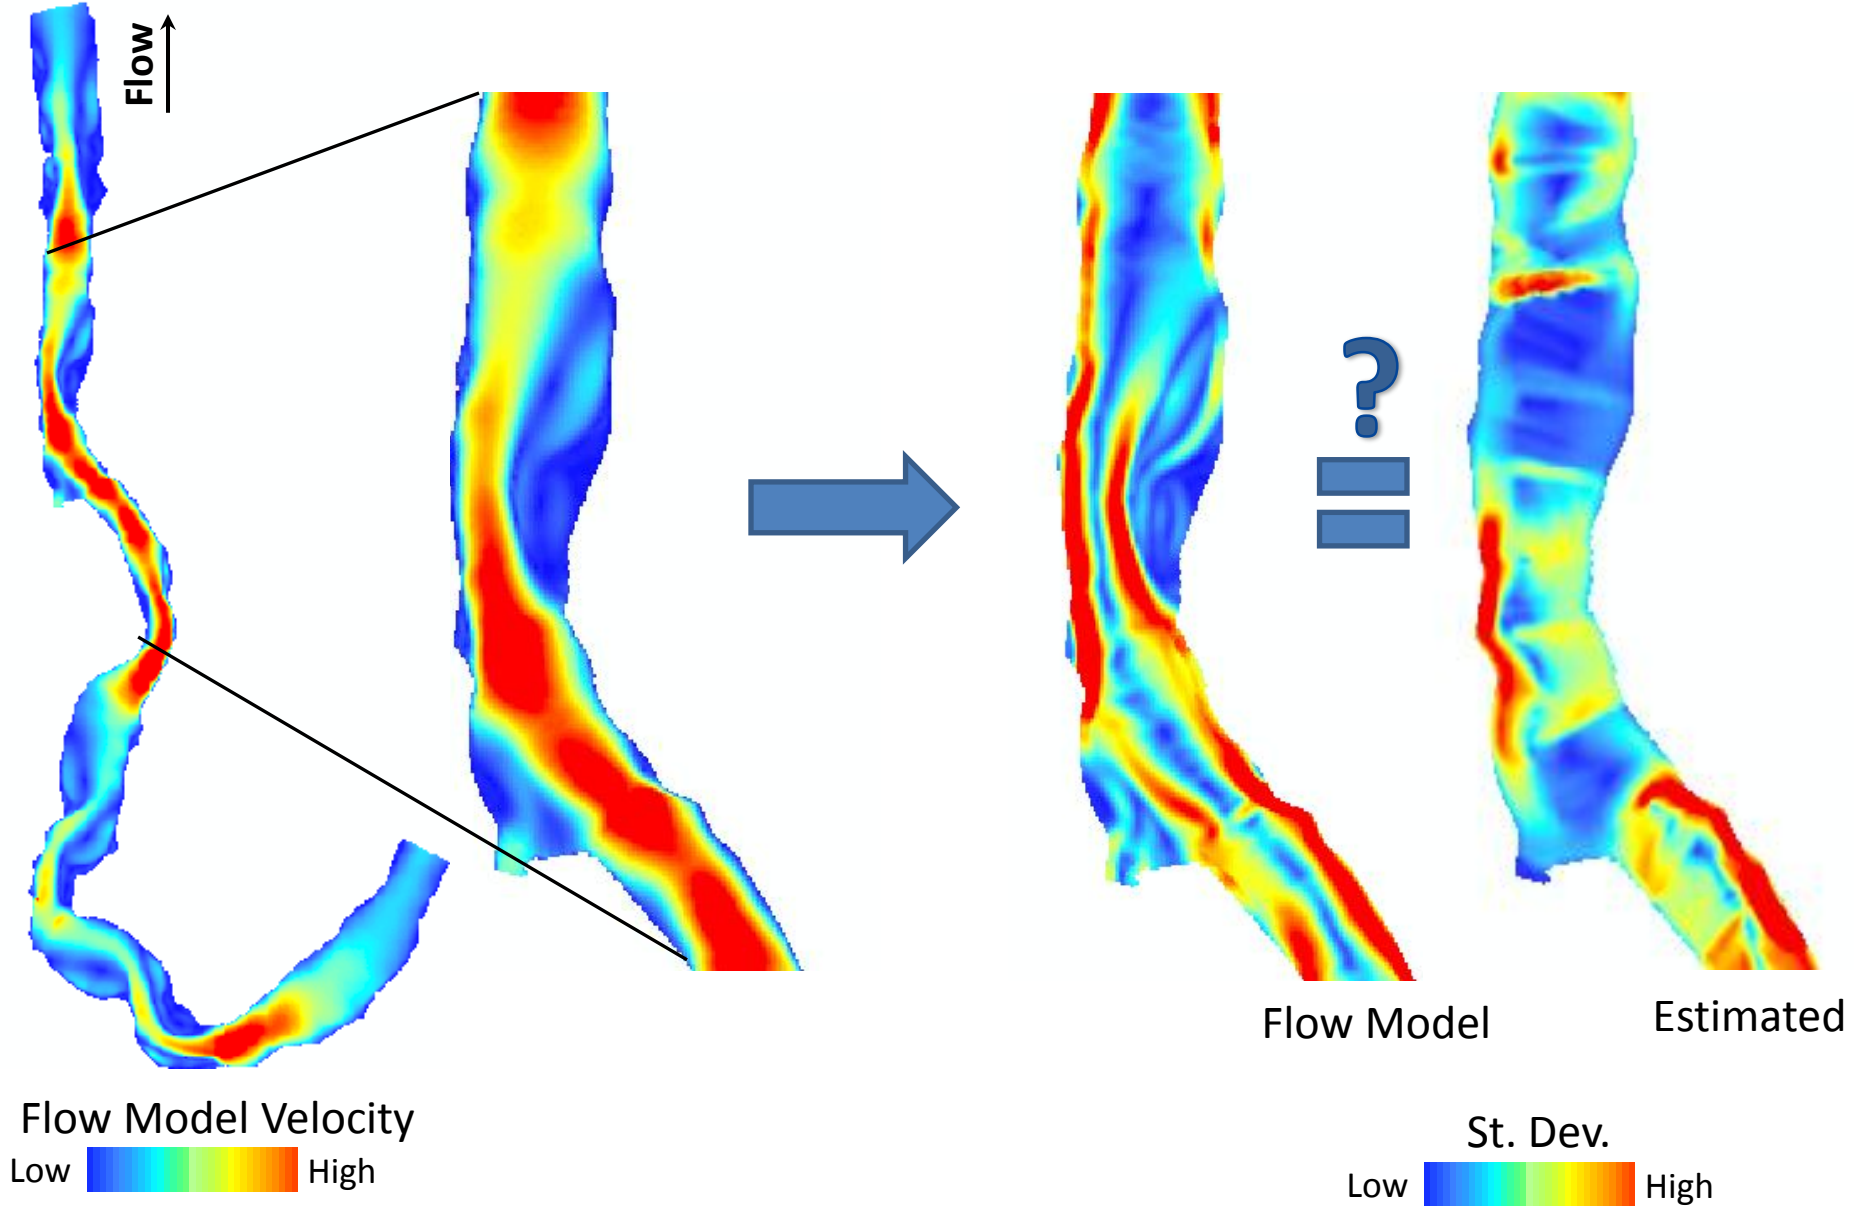 Flow
?
Flow Model
Estimated
Flow Model Velocity
Low
High
St. Dev.
Low
High